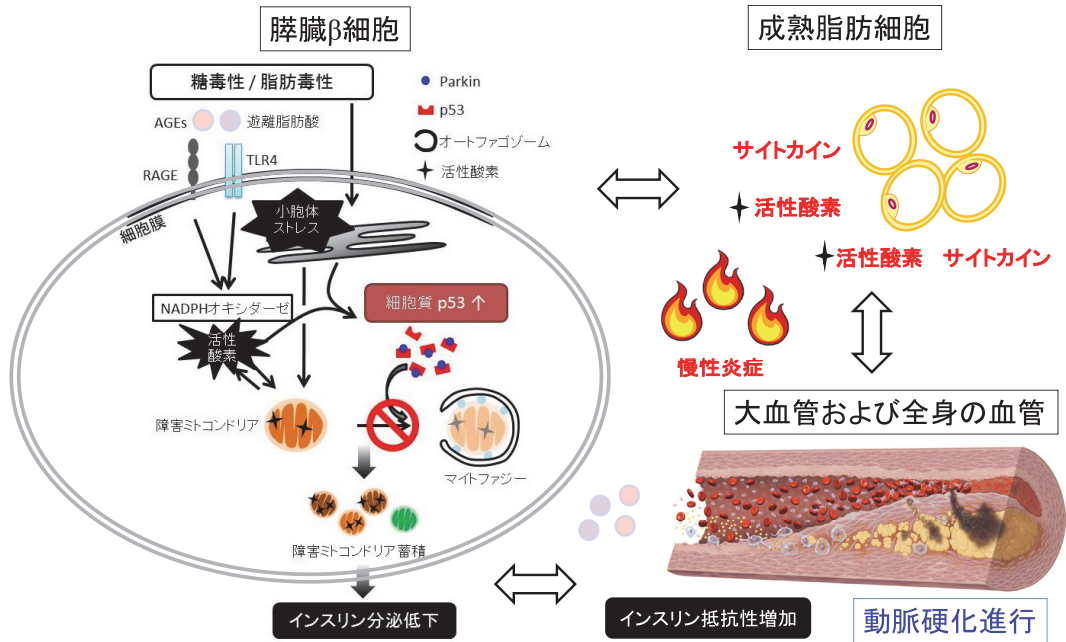 膵臓β細胞
成熟脂肪細胞
糖毒性 / 脂肪毒性
Parkin
p53
オートファゴゾーム
活性酸素
AGEs
遊離脂肪酸
RAGE
TLR4
細胞膜
小胞体
ストレス
サイトカイン
活性酸素
活性酸素
サイトカイン
NADPHオキシダーゼ
細胞質 p53 ↑
活性
酸素
慢性炎症
障害ミトコンドリア
マイトファジー
大血管および全身の血管
障害ミトコンドリア蓄積
インスリン分泌低下
インスリン抵抗性増加
動脈硬化進行